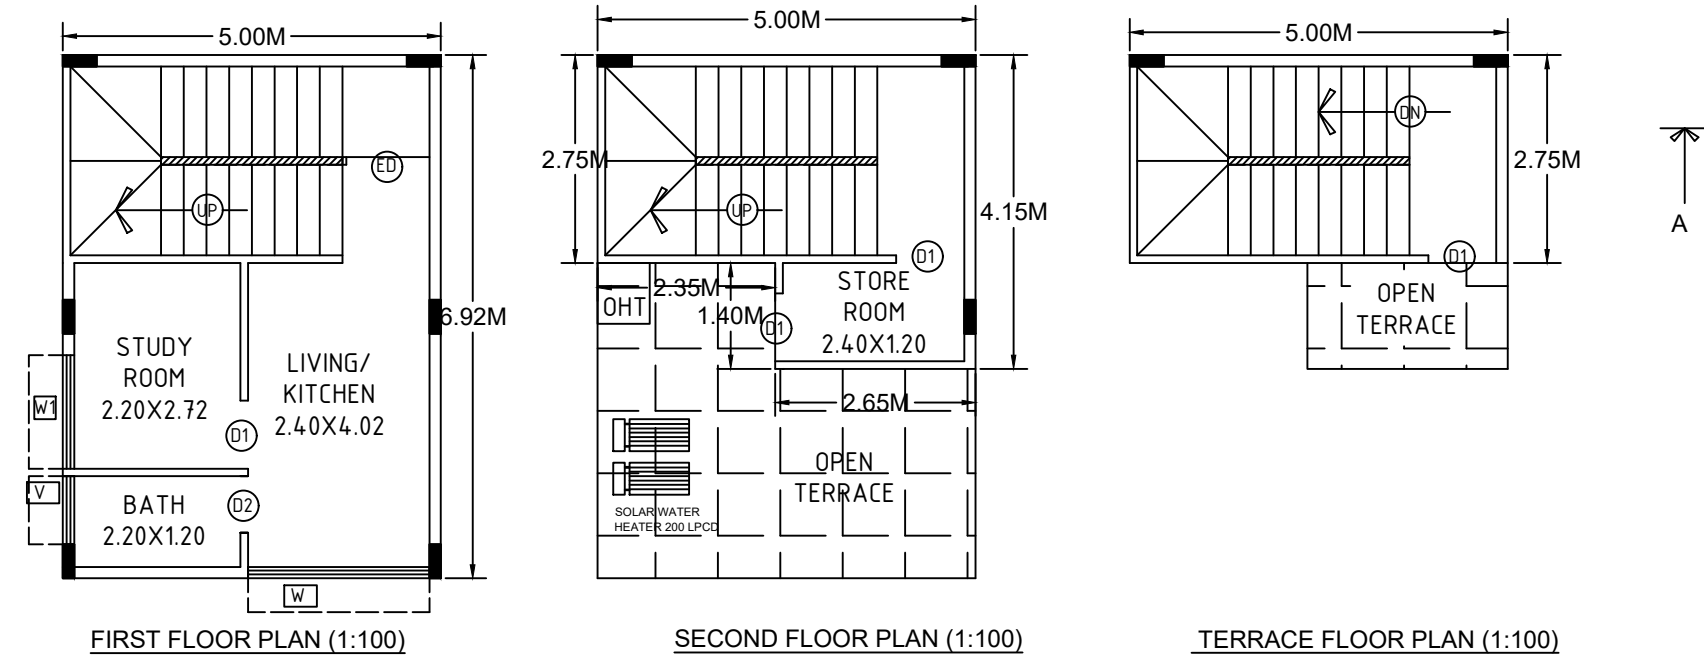 5.00M
ED
UP
6.92M
STUDY
ROOM
2.20X2.72
LIVING/
KITCHEN
2.40X4.02
W1
D1
V
BATH
2.20X1.20
D2
W
FIRST FLOOR PLAN (1:100)
5.00M
2.75M
UP
4.15M
D1
2.35M
OHT
1.40M
D1
STORE
ROOM
2.40X1.20
2.65M
OPEN
TERRACE
SOLAR WATER
HEATER 200 LPCD
SECOND FLOOR PLAN (1:100)
5.00M
DN
2.75M
D1
OPEN
TERRACE
TERRACE FLOOR PLAN (1:100)
A